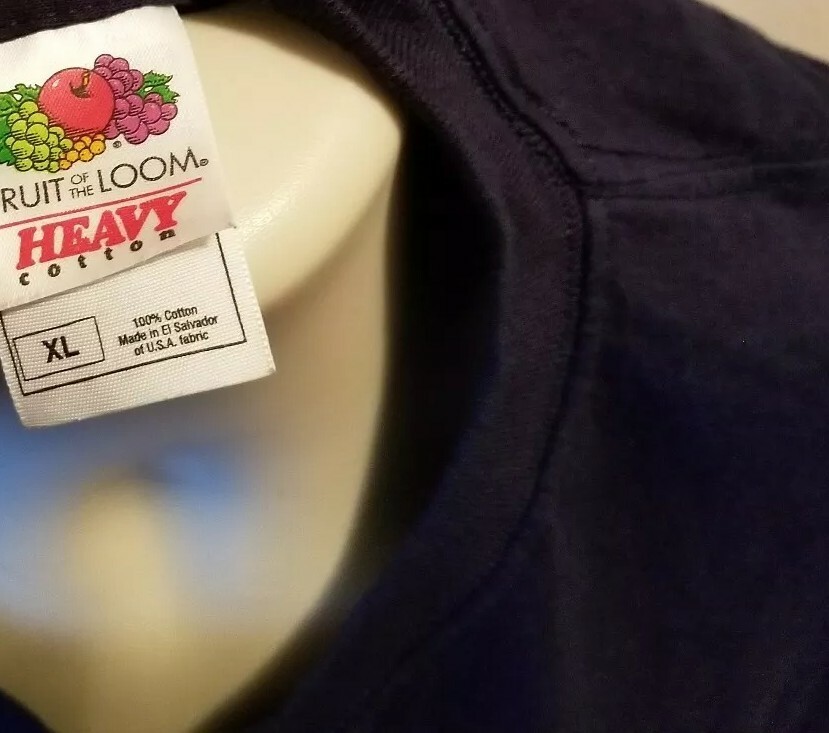 RUIT OF THE LOOM®
HEAVY
cotton
XL
100% Cotton
Made in El Salvador
of U.S.A. fabric